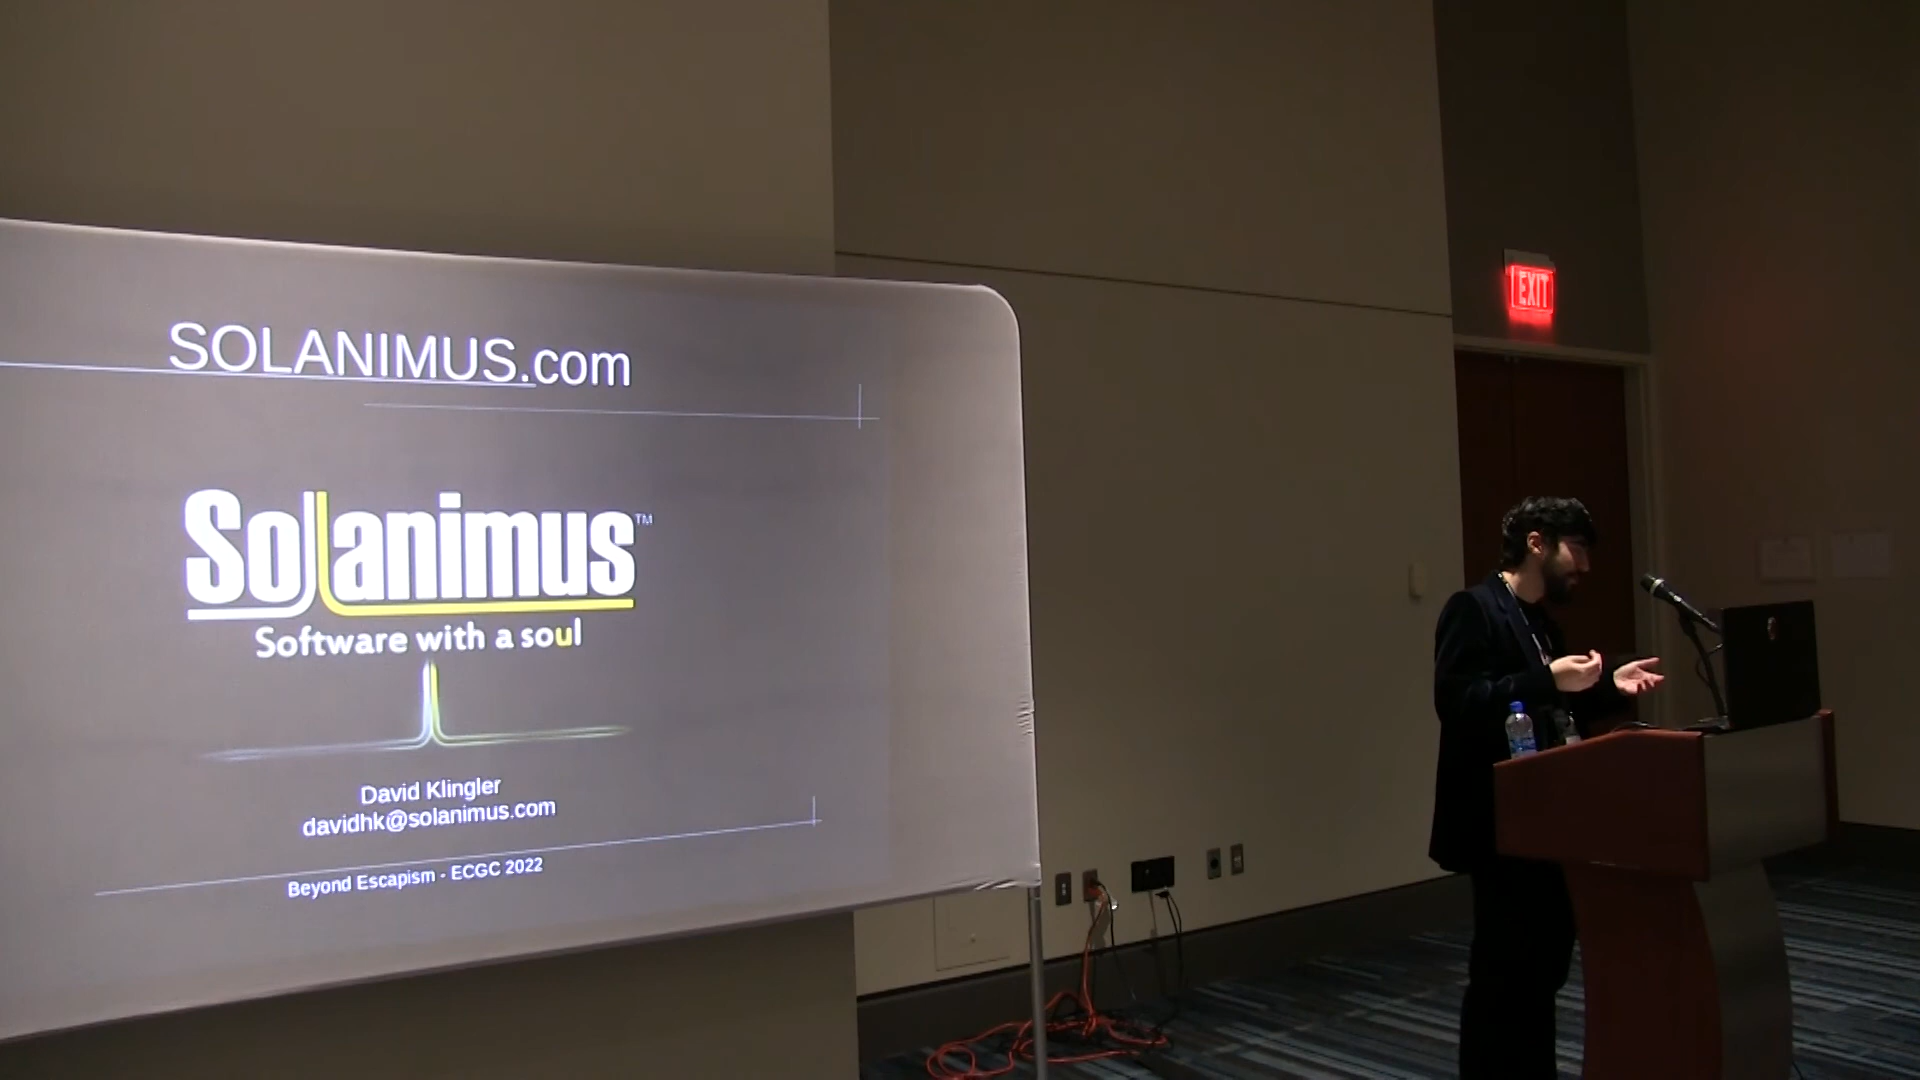 SOLANIMUS.com
Solanimus™
Software with a soul
David Klingler
davidhk@solanimus.com
Beyond Escapism - ECGC 2022
EXIT